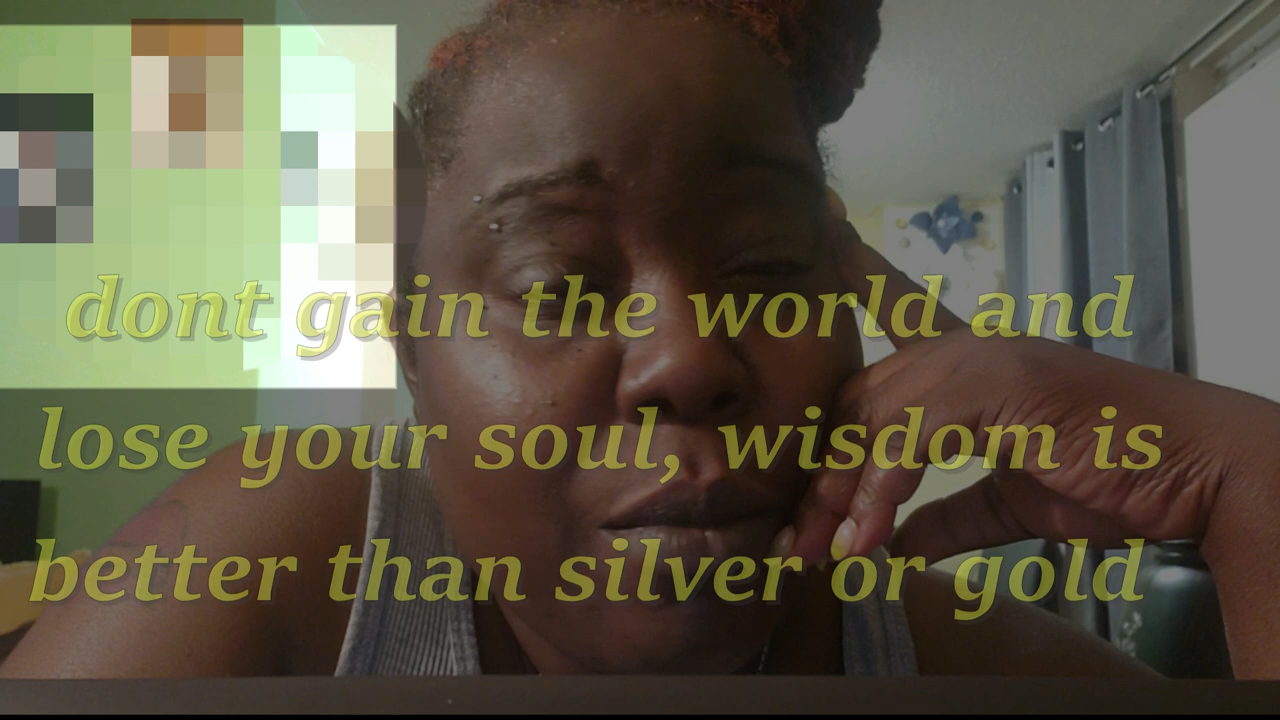 dont gain the world and
lose your soul, wisdom is
better than silver or gold